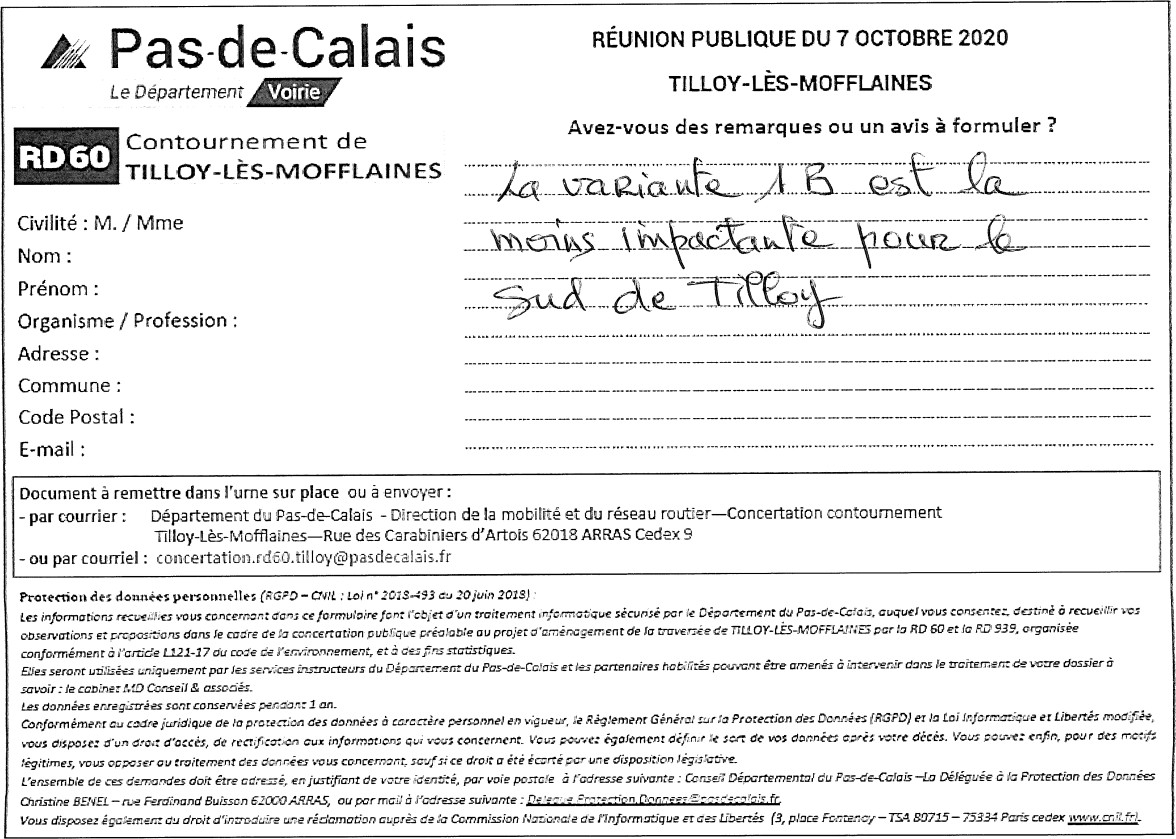 Pas-de-Calais
Le Département Voirie
RÉUNION PUBLIQUE DU 7 OCTOBRE 2020
TILLOY-LÈS-MOFFLAINES
RD 60 Contournement de
TILLOY-LÈS-MOFFLAINES
Avez-vous des remarques ou un avis à formuler ?
La variante 1B est la
moins impactante pour le
Sud de Tilloy
Civilité : M. / Mme
Nom :
Prénom :
Organisme / Profession :
Adresse :
Commune :
Code Postal :
E-mail :
Document à remettre dans l'urne sur place ou à envoyer :
- par courrier : Département du Pas-de-Calais - Direction de la mobilité et du réseau routier—Concertation contournement
Tilloy-Lès-Mofflaines—Rue des Carabiniers d'Artois 62018 ARRAS Cedex 9
- ou par courriel : concertation.rd60.tilloy@pasdecalais.fr
Protection des données personnelles (RGPD – CNIL : Loi n° 2018-493 du 20 juin 2018) :
Les informations recueillies vous concernant dans ce formulaire font l'objet d'un traitement informatique sécurisé par le Département du Pas-de-Calais, auquel vous consentez, destiné à recueillir vos
observations et propositions dans le cadre de la concertation publique préalable au projet d'aménagement de la traversée de TILLOY-LÈS-MOFFLAINES par la RD 60 et la RD 939, organisée
conformément à l'article L121-17 du code de l'environnement, et à des fins statistiques.
Elles seront utilisées uniquement par les services instructeurs du Département du Pas-de-Calais et les partenaires habilités pouvant être amenés à intervenir dans le traitement de votre dossier à
savoir : le cabinet MD Conseil & associés.
Les données enregistrées sont conservées pendant 1 an.
Conformément au cadre juridique de la protection des données à caractère personnel en vigueur, le Règlement Général sur la Protection des Données (RGPD) et la Loi Informatique et Libertés modifiée,
vous disposez d'un droit d'accès, de rectification aux informations qui vous concernent. Vous pouvez également définir le sort de vos données après votre décès. Vous pouvez enfin, pour des motifs
légitimes, vous opposer au traitement des données vous concernant, sauf si ce droit a été écarté par une disposition législative.
L'ensemble de ces demandes doit être adressé, en justifiant de votre identité, par voie postale à l'adresse suivante : Conseil Départemental du Pas-de-Calais –La Déléguée à la Protection des Données
Christine BENEL – rue Ferdinand Buisson 62000 ARRAS, ou par mail à l'adresse suivante : Delegue.Protection.Donnees@pasdecalais.fr.
Vous disposez également du droit d'introduire une réclamation auprès de la Commission Nationale de l'Informatique et des Libertés (3, place Fontenoy – TSA 80715 – 75334 Paris cedex www.cnil.fr).